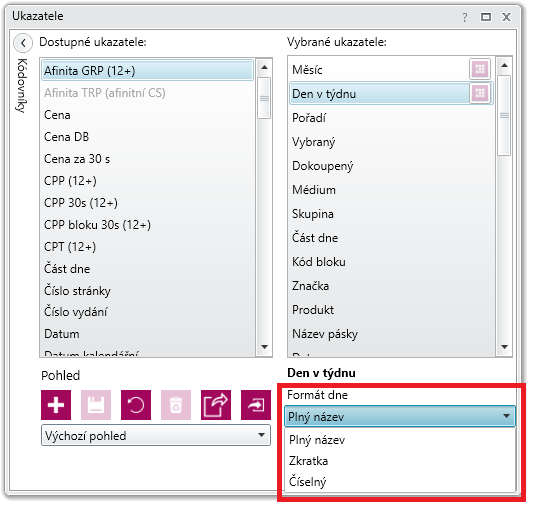 Ukazatele
Kódovníky
Dostupné ukazatele:
Afinita GRP (12+)
Afinita TRP (afinitní CS)
Cena
Cena DB
Cena za 30 s
CPP (12+)
CPP 30s (12+)
CPP bloku 30s (12+)
CPT (12+)
Část dne
Číslo stránky
Číslo vydání
Datum
Datum kalendářní
Pohled
Výchozí pohled
Vybrané ukazatele:
Měsíc
Den v týdnu
Pořadí
Vybraný
Dokoupený
Médium
Skupina
Část dne
Kód bloku
Značka
Produkt
Název pásky
Den v týdnu
Formát dne
Plný název
Plný název
Zkratka
Číselný